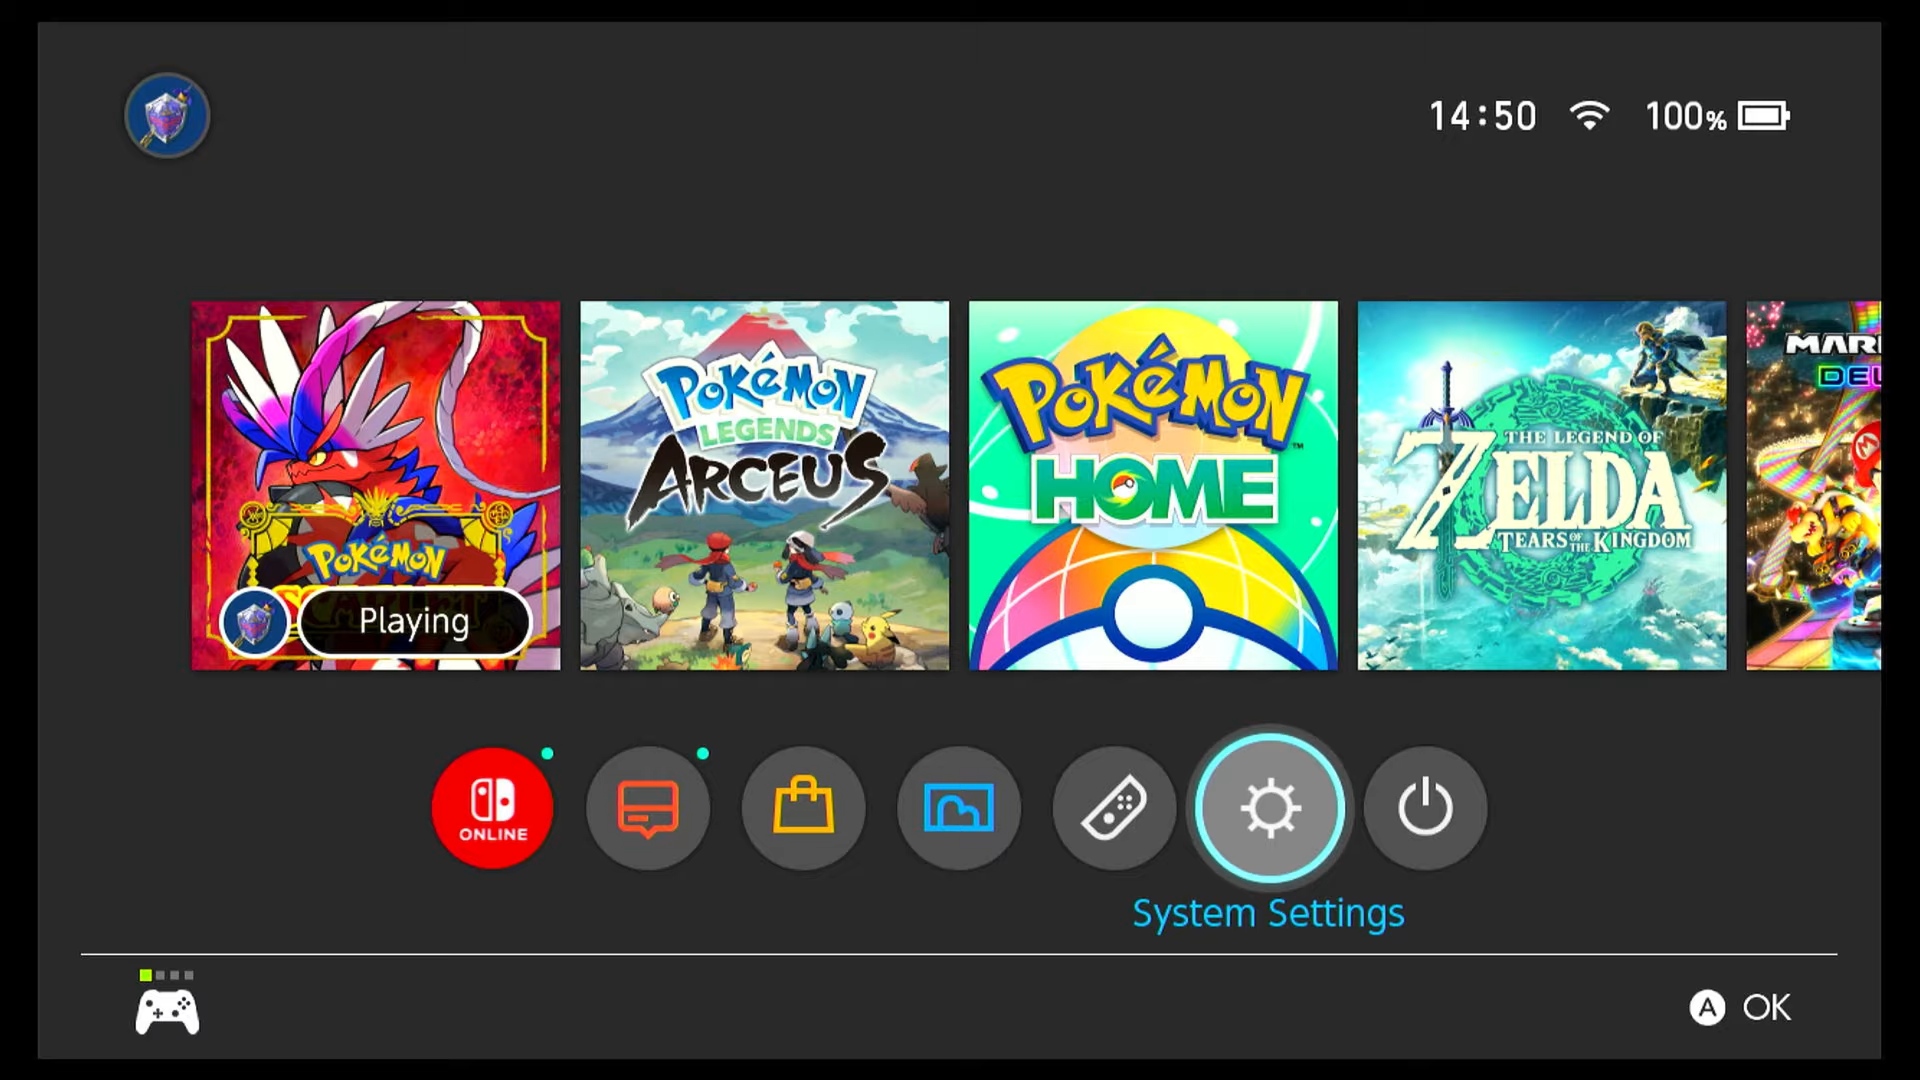 14:50 100%
POKéMON
Playing
POKéMON
LEGENDS
ARCEUS
POKéMON
HOME
THE LEGEND OF
ZELDA
TEARS OF THE KINGDOM
ONLINE
System Settings
A OK